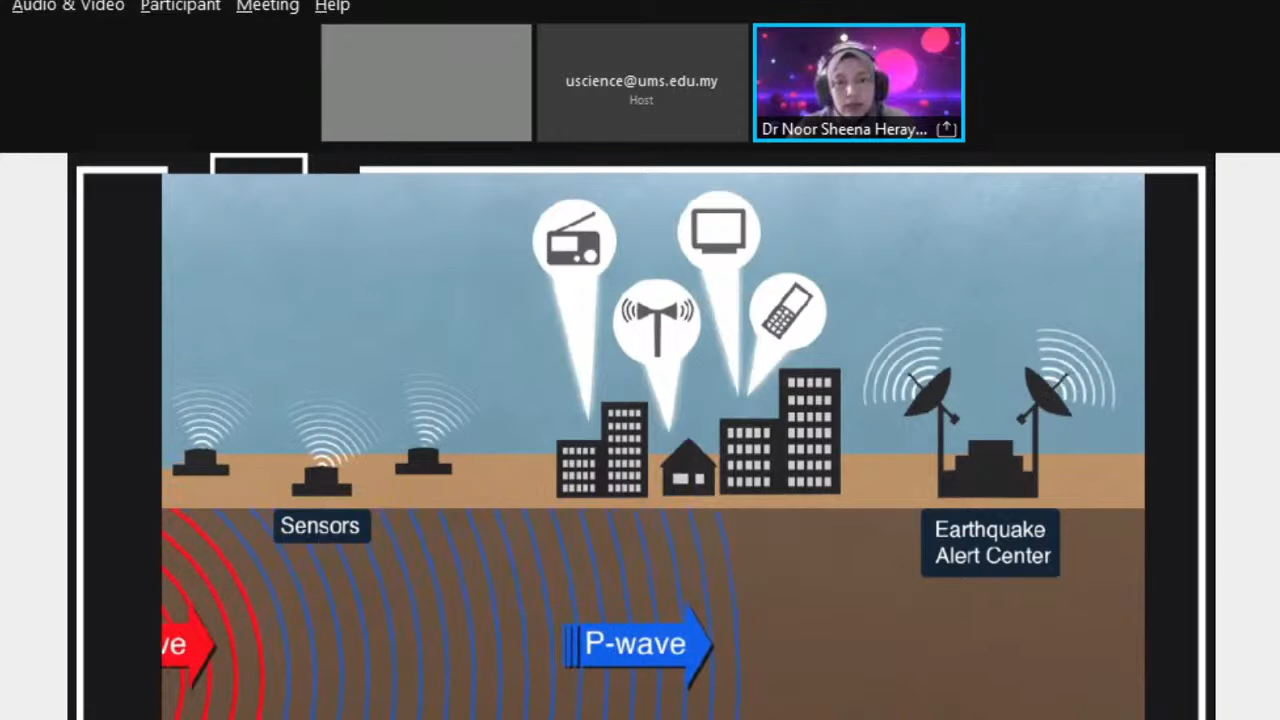 Audio & Video Participant Meeting Help
uscience@ums.edu.my
Host
Dr Noor Sheena Heray...
Sensors
Earthquake
Alert Center
ve
P-wave